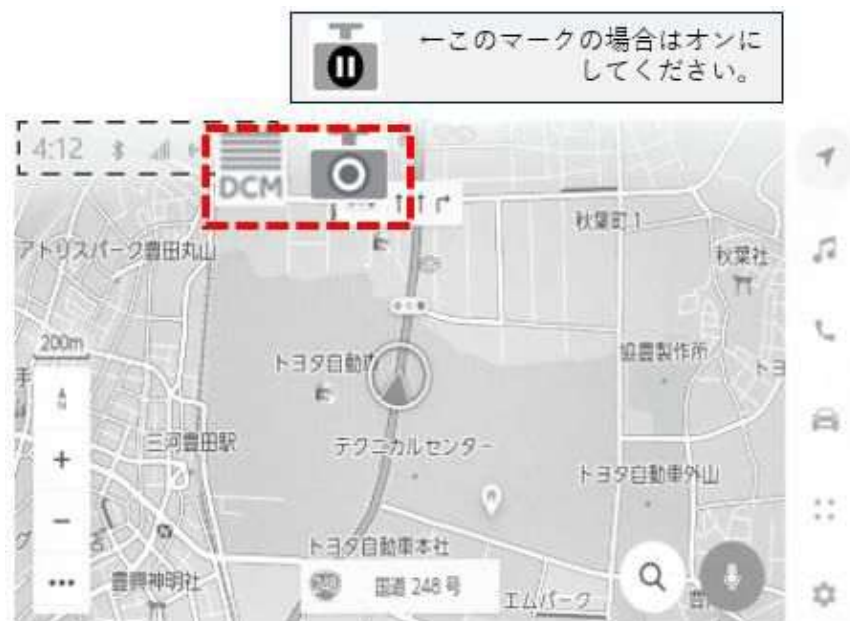 ←このマークの場合はオンに
してください。
4:12
DCM
秋葉町1
アトリスパーク豊田丸山
秋葉社
200m
トヨタ自動車
協豊製作所
三河豊田駅
テクニカルセンター
トヨタ自動車外山
トヨタ自動車本社
豊興神明社
248
国道 248 号
エムパーク